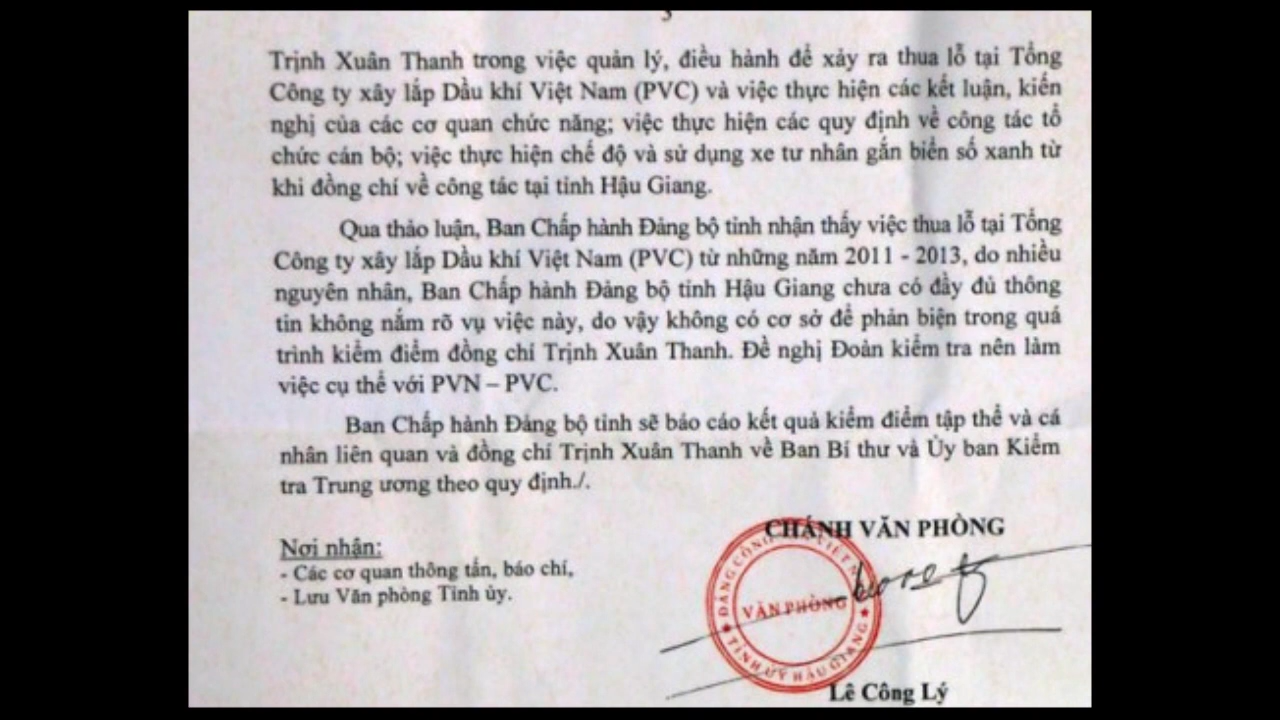 Trịnh Xuân Thanh trong việc quản lý, điều hành để xảy ra thua lỗ tại Tổng
Công ty xây lắp Dầu khí Việt Nam (PVC) và việc thực hiện các kết luận, kiến
nghị của các cơ quan chức năng; việc thực hiện các quy định về công tác tổ
chức cán bộ; việc thực hiện chế độ và sử dụng xe tư nhân gắn biển số xanh từ
khi đồng chí về công tác tại tỉnh Hậu Giang.
Qua thảo luận, Ban Chấp hành Đảng bộ tỉnh nhận thấy việc thua lỗ tại Tổng
Công ty xây lắp Dầu khí Việt Nam (PVC) từ những năm 2011 - 2013, do nhiều
nguyên nhân, Ban Chấp hành Đảng bộ tỉnh Hậu Giang chưa có đầy đủ thông
tin không nắm rõ vụ việc này, do vậy không có cơ sở để phản biện trong quá
trình kiểm điểm đồng chí Trịnh Xuân Thanh. Đề nghị Đoàn kiểm tra nên làm
việc cụ thể với PVN – PVC.
Ban Chấp hành Đảng bộ tỉnh sẽ báo cáo kết quả kiểm điểm tập thể và cá
nhân liên quan và đồng chí Trịnh Xuân Thanh về Ban Bí thư và Ủy ban Kiểm
tra Trung ương theo quy định./.
CHÁNH VĂN PHÒNG
Nơi nhận:
- Các cơ quan thông tấn, báo chí,
- Lưu Văn phòng Tỉnh ủy.
ĐẢNG CỘNG VIỆT N
VĂN PHÒNG
TỈNH ỦY HẬU GIANG
Lê Công Lý